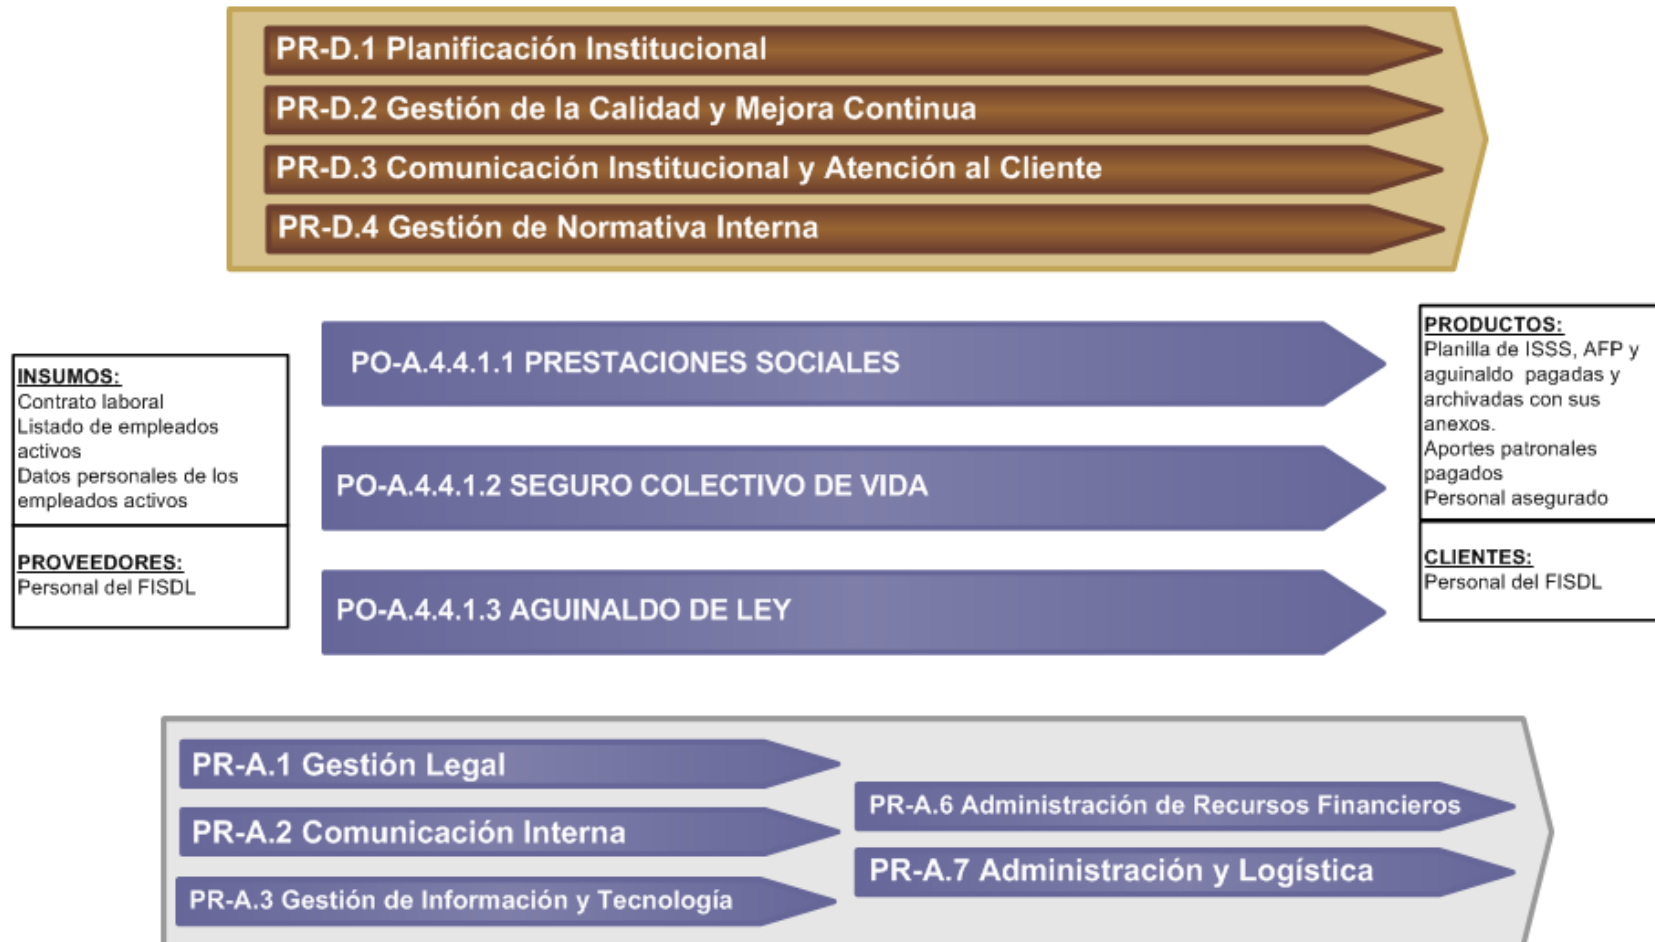 PR-D.1 Planificación Institucional
PR-D.2 Gestión de la Calidad y Mejora Continua
PR-D.3 Comunicación Institucional y Atención al Cliente
PR-D.4 Gestión de Normativa Interna
INSUMOS:
Contrato laboral
Listado de empleados
activos
Datos personales de los
empleados activos
PROVEEDORES:
Personal del FISDL
PO-A.4.4.1.1 PRESTACIONES SOCIALES
PO-A.4.4.1.2 SEGURO COLECTIVO DE VIDA
PO-A.4.4.1.3 AGUINALDO DE LEY
PRODUCTOS:
Planilla de ISSS, AFP y
aguinaldo pagadas y
archivadas con sus
anexos.
Aportes patronales
pagados
Personal asegurado
CLIENTES:
Personal del FISDL
PR-A.1 Gestión Legal
PR-A.2 Comunicación Interna
PR-A.3 Gestión de Información y Tecnología
PR-A.6 Administración de Recursos Financieros
PR-A.7 Administración y Logística